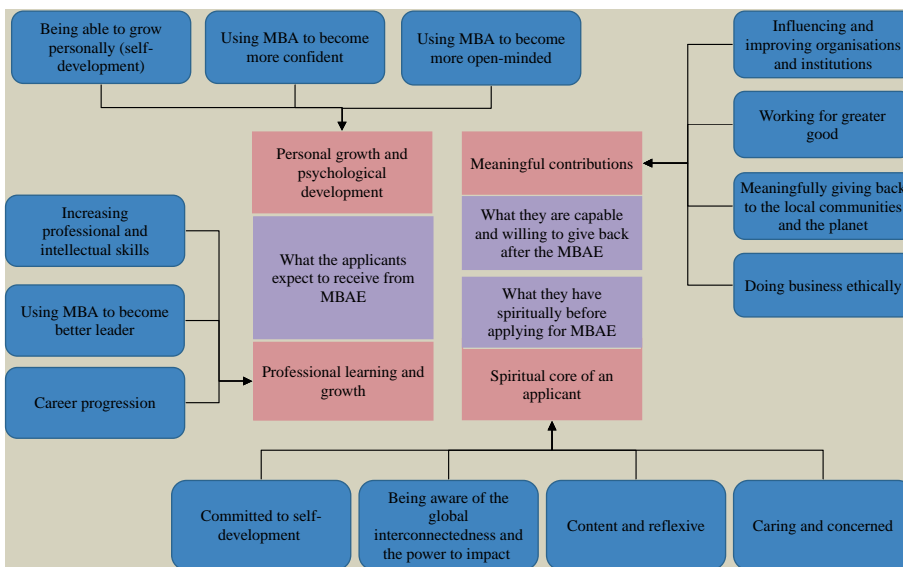 Being able to grow
personally (self-
development)
Using MBA to become
more confident
Using MBA to become
more open-minded
Influencing and
improving organisations
and institutions
Working for greater
good
Meaningfully giving back
to the local communities
and the planet
Doing business ethically
Personal growth and
psychological
development
Meaningful contributions
What the applicants
expect to receive from
MBAE
What they are capable
and willing to give back
after the MBAE
What they have
spiritually before
applying for MBAE
Increasing
professional and
intellectual skills
Using MBA to become
better leader
Career progression
Professional learning and
growth
Spiritual core of an
applicant
Committed to self-
development
Being aware of the
global
interconnectedness and
the power to impact
Content and reflexive
Caring and concerned